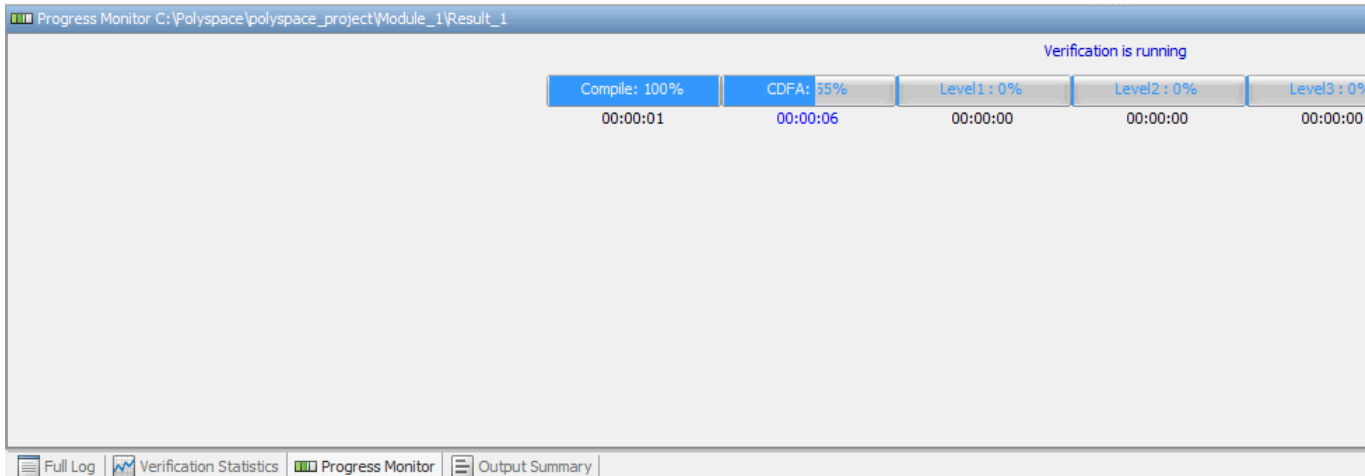 Progress Monitor C:\Polyspace\polyspace_project\Module_1\Result_1
Verification is running
Compile: 100% CDFA: 55% Level1 : 0% Level2 : 0% Level3 : 0%
00:00:01 00:00:06 00:00:00 00:00:00 00:00:00
Full Log Verification Statistics Progress Monitor Output Summary